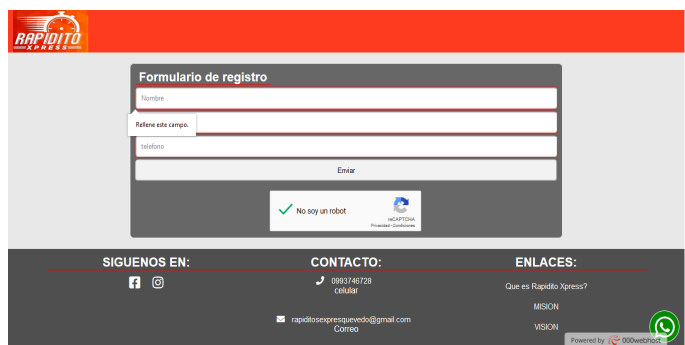 RAPIDITO
XPRESS
Formulario de registro
Nombre
Rellene este campo.
telefono
Enviar
No soy un robot
reCAPTCHA
Privacidad - Condiciones
SIGUENOS EN:
CONTACTO:
0993746728
celular
rapiditosexpresquevedo@gmail.com
Correo
ENLACES:
Que es Rapidito Xpress?
MISION
VISION
Powered by 000webhost